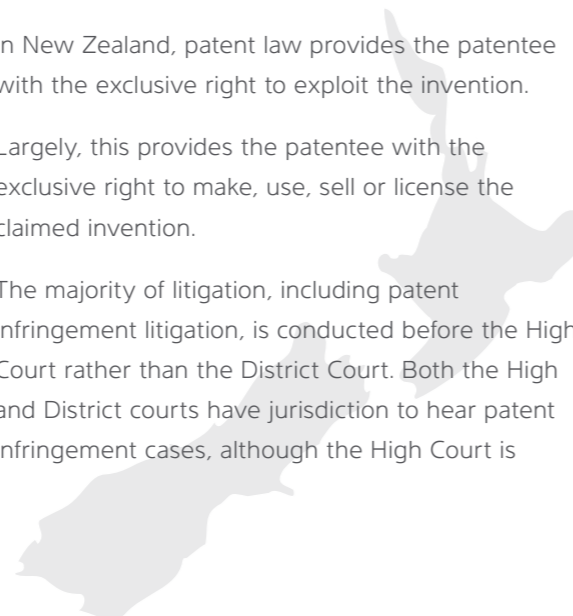 In New Zealand, patent law provides the patentee
with the exclusive right to exploit the invention.
Largely, this provides the patentee with the
exclusive right to make, use, sell or license the
claimed invention.
The majority of litigation, including patent
infringement litigation, is conducted before the High
Court rather than the District Court. Both the High
and District courts have jurisdiction to hear patent
infringement cases, although the High Court is